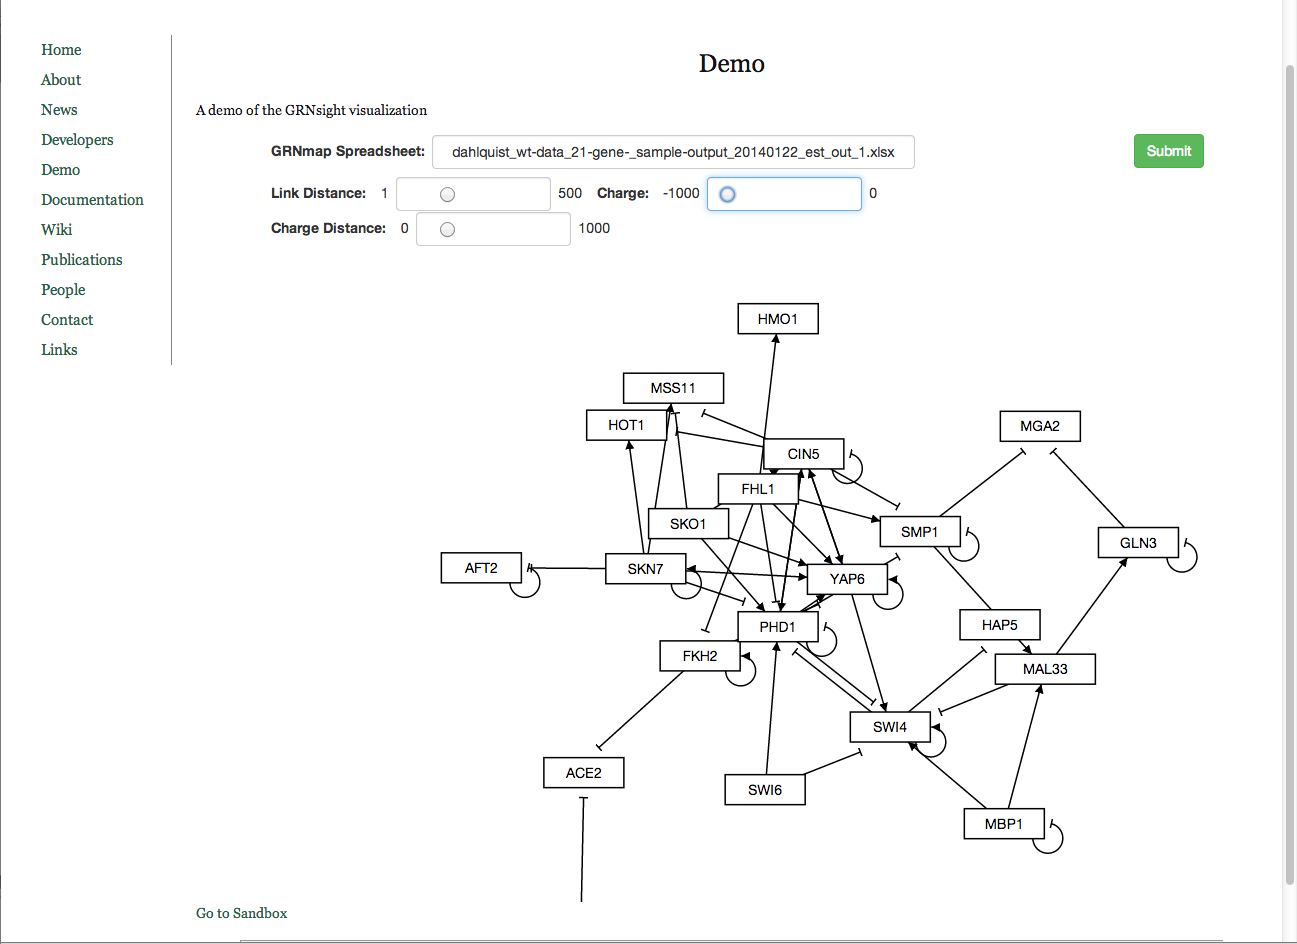 Home
About
News
Developers
Demo
Documentation
Wiki
Publications
People
Contact
Links
Demo
A demo of the GRNsight visualization
GRNmap Spreadsheet: dahlquist_wt-data_21-gene-_sample-output_20140122_est_out_1.xlsx Submit
Link Distance: 1 500 Charge: -1000 0
Charge Distance: 0 1000
HMO1
MSS11
HOT1
MGA2
CIN5
FHL1
SKO1
SMP1
GLN3
AFT2
SKN7
YAP6
PHD1
HAP5
FKH2
MAL33
SWI4
ACE2
SWI6
MBP1
Go to Sandbox